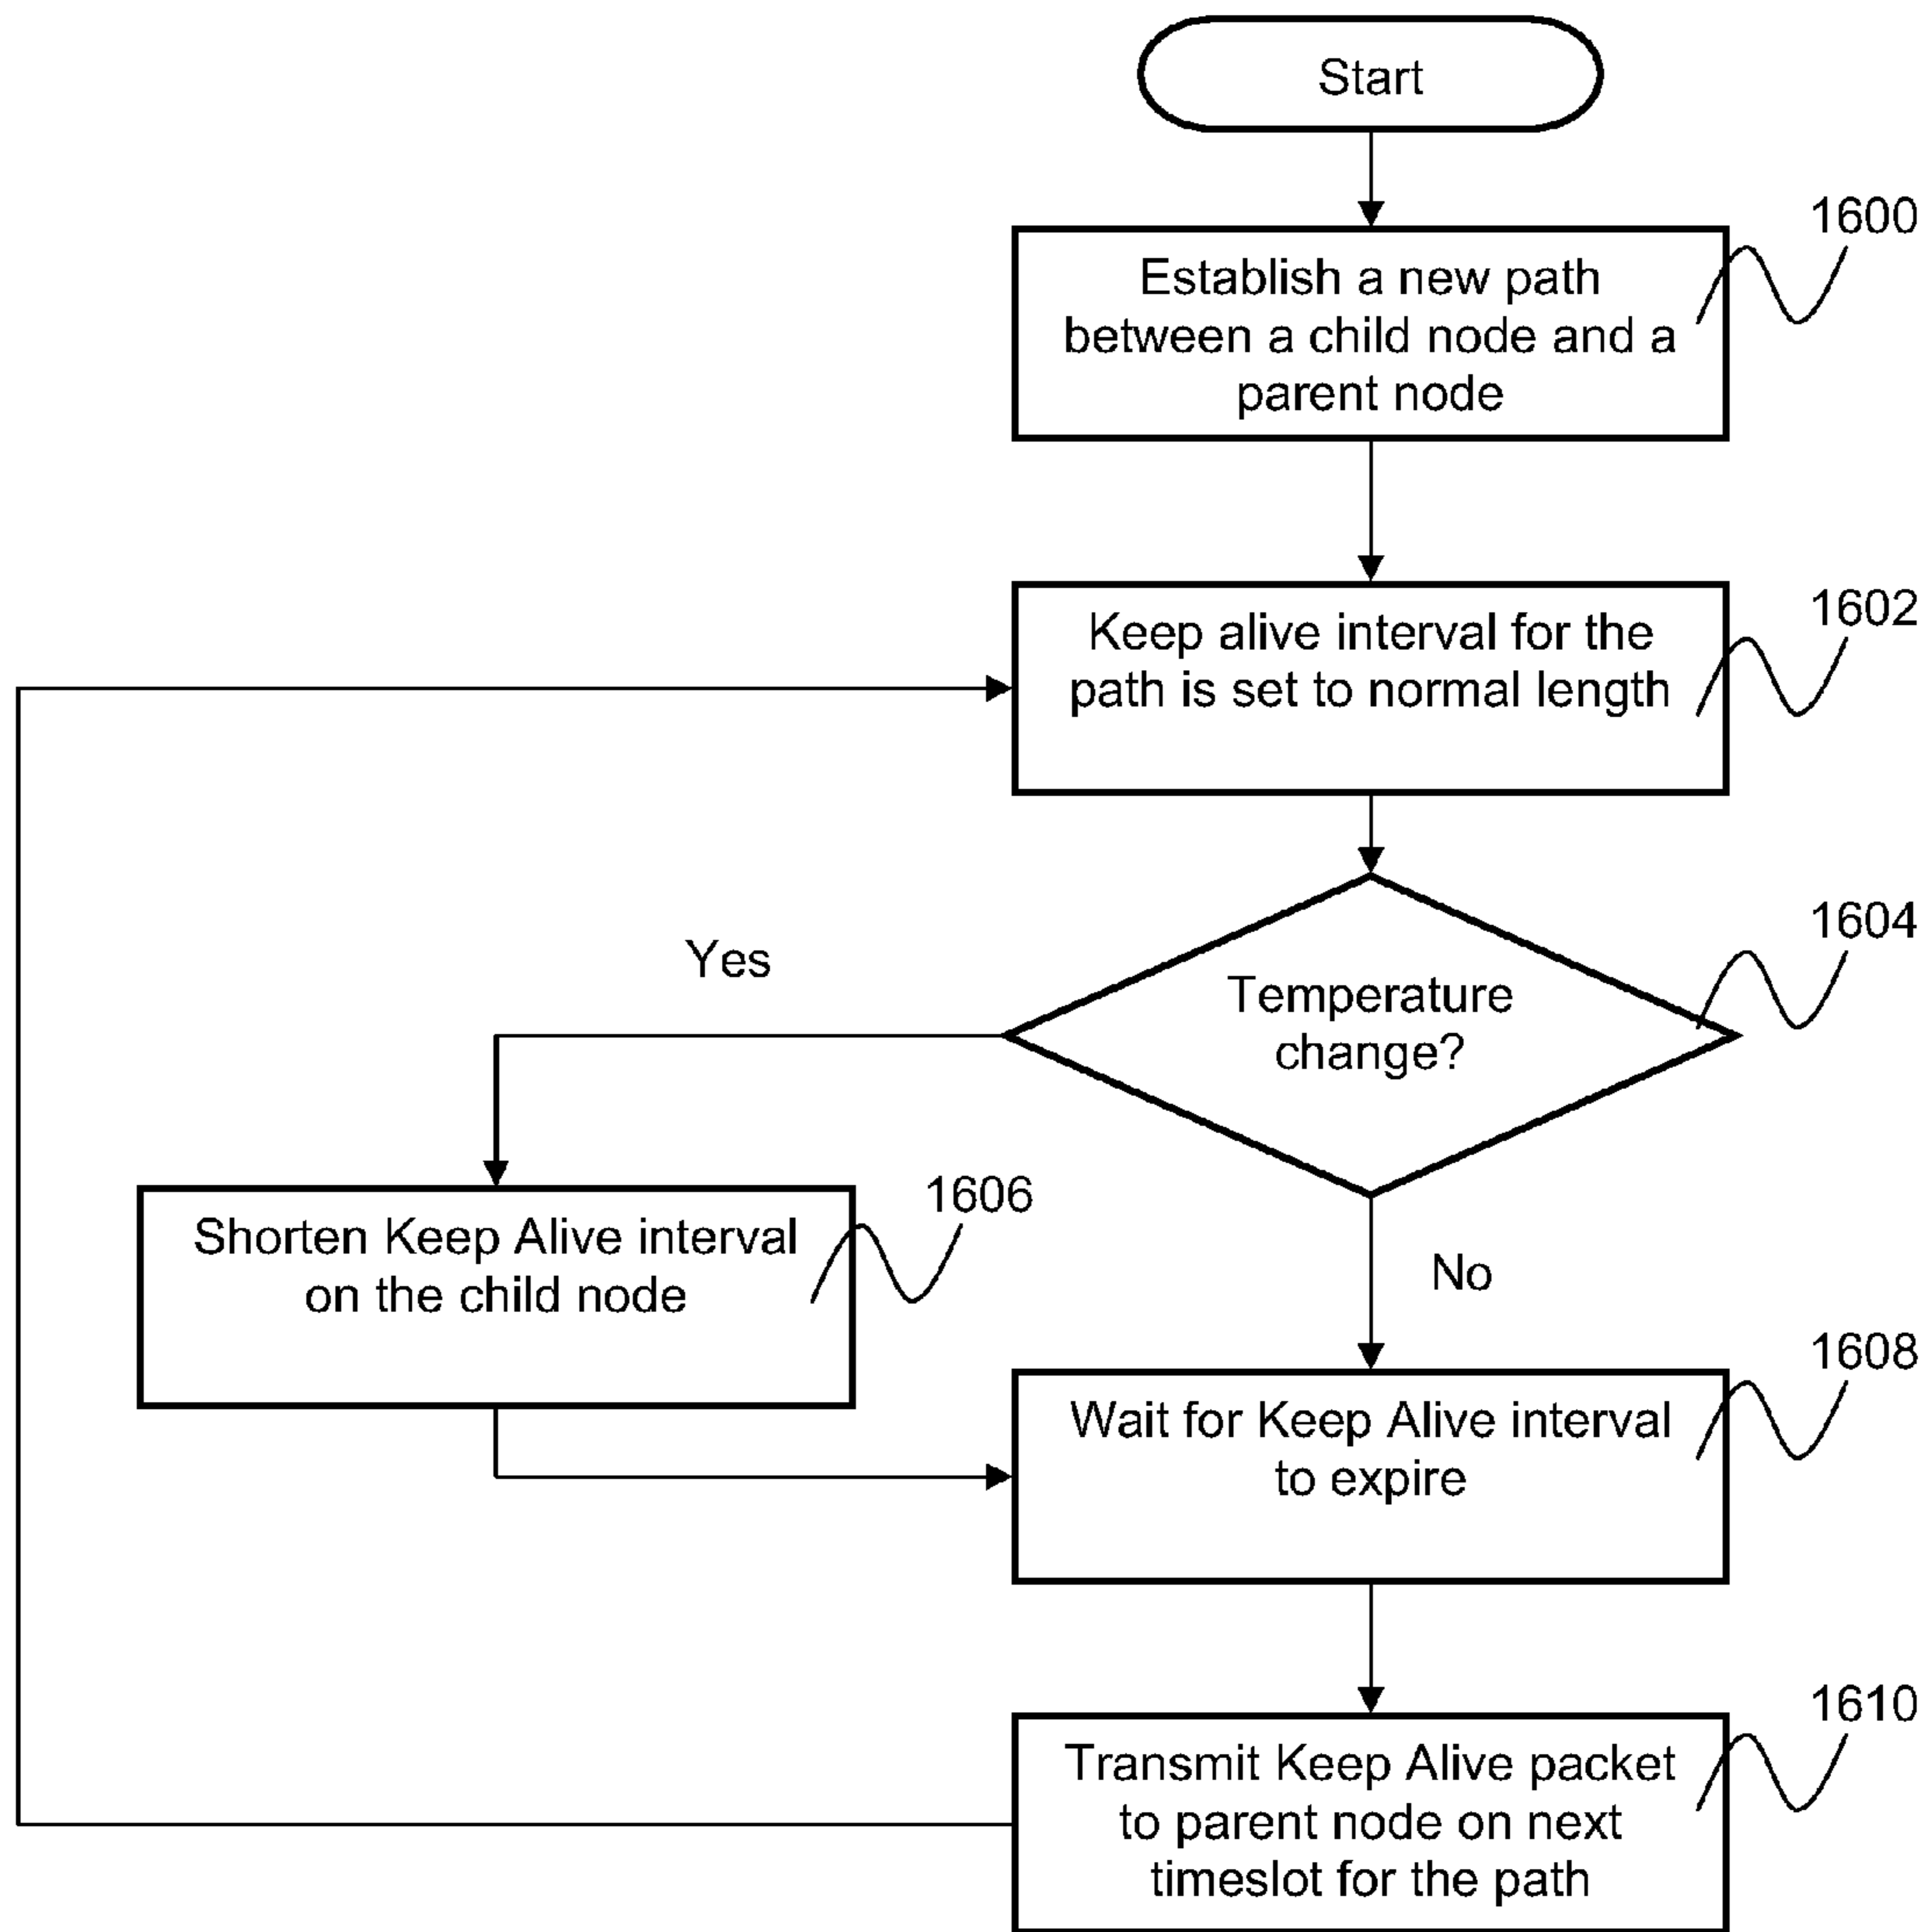 Start
1600
Establish a new path
between a child node and a
parent node
1602
Keep alive interval for the
path is set to normal length
1604
Yes
Temperature
change?
1606
Shorten Keep Alive interval
on the child node
No
1608
Wait for Keep Alive interval
to expire
1610
Transmit Keep Alive packet
to parent node on next
timeslot for the path